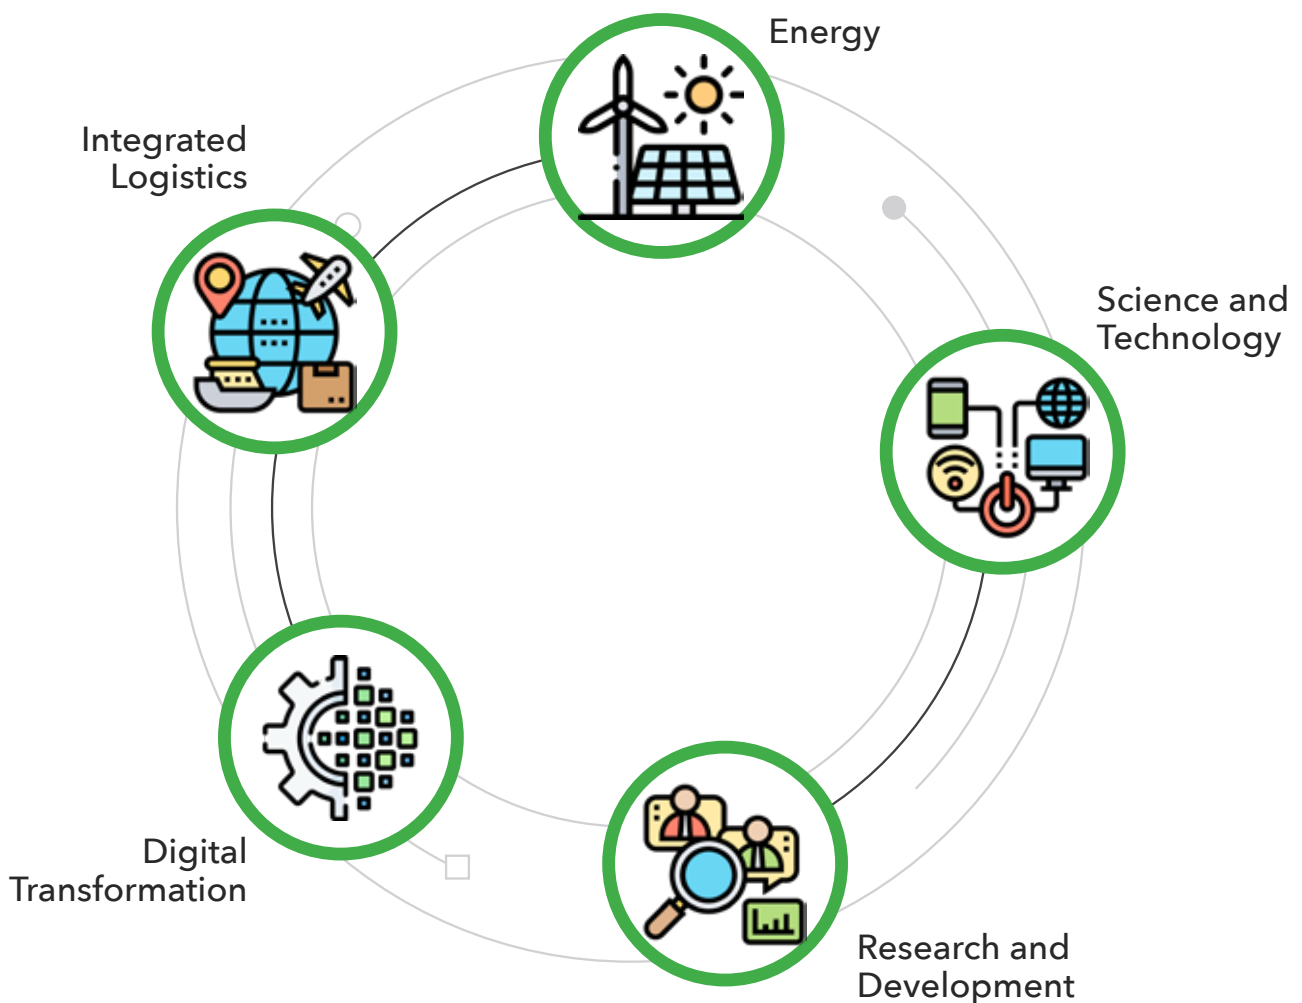 Energy
Integrated
Logistics
Science and
Technology
Digital
Transformation
Research and
Development